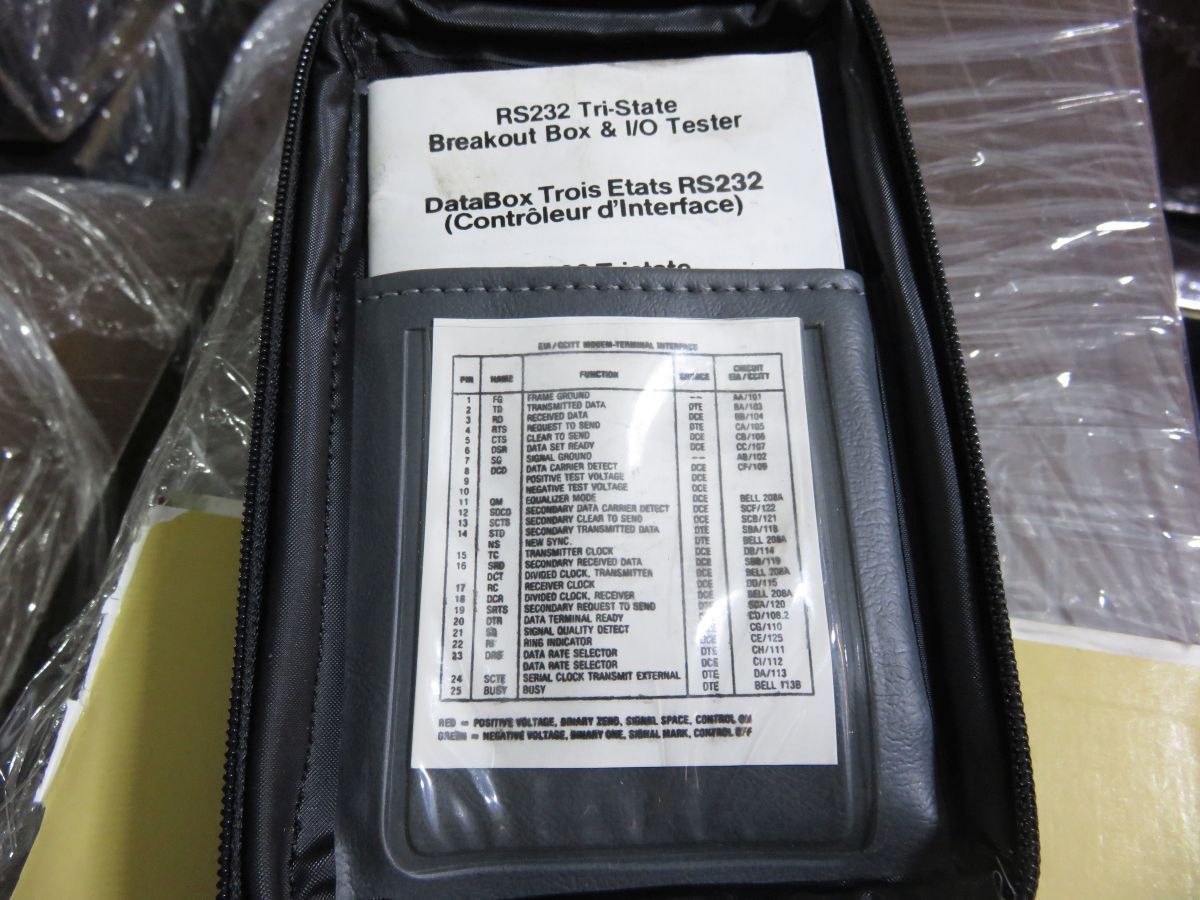 RS232 Tri-State
Breakout Box & I/O Tester
DataBox Trois Etats RS232
(Contrôleur d'Interface)
Tristate
EIA/CCITT MODEM-TERMINAL INTERFACE
PIN NAME FUNCTION SOURCE CIRCUIT EIA/CCITY
1 FG FRAME GROUND -- AA/101
2 TD TRANSMITTED DATA DTE BA/103
3 RD RECEIVED DATA DCE BB/104
4 RTS REQUEST TO SEND DTE CA/105
5 CTS CLEAR TO SEND DCE CB/106
6 DSR DATA SET READY DCE CC/107
7 SG SIGNAL GROUND -- AB/102
8 DCD DATA CARRIER DETECT DCE CF/109
9 POSITIVE TEST VOLTAGE DCE
10 NEGATIVE TEST VOLTAGE DCE
11 QM EQUALIZER MODE DCE BELL 208A
12 SDCD SECONDARY DATA CARRIER DETECT DCE SCF/122
13 SCTS SECONDARY CLEAR TO SEND DCE SCB/121
14 STD SECONDARY TRANSMITTED DATA DTE SBA/118
NS NEW SYNC. DTE BELL 208A
15 TC TRANSMITTER CLOCK DCE DB/114
16 SRD SECONDARY RECEIVED DATA DCE SBB/119
DCT DIVIDED CLOCK, TRANSMITTER DCE BELL 208A
17 RC RECEIVER CLOCK DCE DD/115
18 DCR DIVIDED CLOCK, RECEIVER DCE BELL 208A
19 SRTS SECONDARY REQUEST TO SEND DTE SCA/120
20 DTR DATA TERMINAL READY DTE CD/108.2
21 SQ SIGNAL QUALITY DETECT DCE CG/110
22 RI RING INDICATOR DCE CE/125
23 DRS DATA RATE SELECTOR DTE CH/111
DATA RATE SELECTOR DCE CI/112
24 SCTE SERIAL CLOCK TRANSMIT EXTERNAL DTE DA/113
25 BUSY BUSY DTE BELL 113B
RED = POSITIVE VOLTAGE, BINARY ZERO, SIGNAL SPACE, CONTROL ON
GREEN = NEGATIVE VOLTAGE, BINARY ONE, SIGNAL MARK, CONTROL OFF